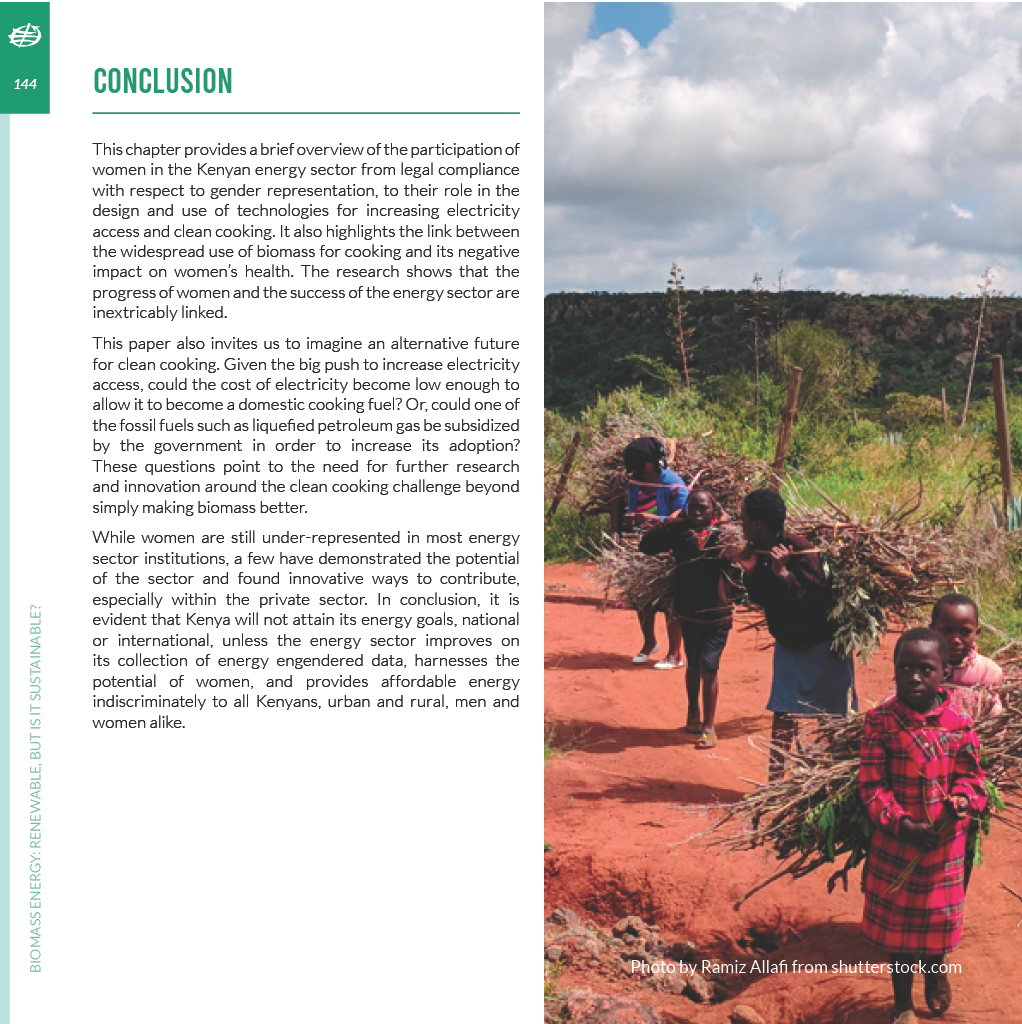 144
CONCLUSION
This chapter provides a brief overview of the participation of
women in the Kenyan energy sector from legal compliance
with respect to gender representation, to their role in the
design and use of technologies for increasing electricity
access and clean cooking. It also highlights the link between
the widespread use of biomass for cooking and its negative
impact on women's health. The research shows that the
progress of women and the success of the energy sector are
inextricably linked.
This paper also invites us to imagine an alternative future
for clean cooking. Given the big push to increase electricity
access, could the cost of electricity become low enough to
allow it to become a domestic cooking fuel? Or, could one of
the fossil fuels such as liquefied petroleum gas be subsidized
by the government in order to increase its adoption?
These questions point to the need for further research
and innovation around the clean cooking challenge beyond
simply making biomass better.
While women are still under-represented in most energy
sector institutions, a few have demonstrated the potential
of the sector and found innovative ways to contribute,
especially within the private sector. In conclusion, it is
evident that Kenya will not attain its energy goals, national
or international, unless the energy sector improves on
its collection of energy engendered data, harnesses the
potential of women, and provides affordable energy
indiscriminately to all Kenyans, urban and rural, men and
women alike.
BIOMASS ENERGY: RENEWABLE, BUT IS IT SUSTAINABLE?
Photo by Ramiz Allafi from shutterstock.com